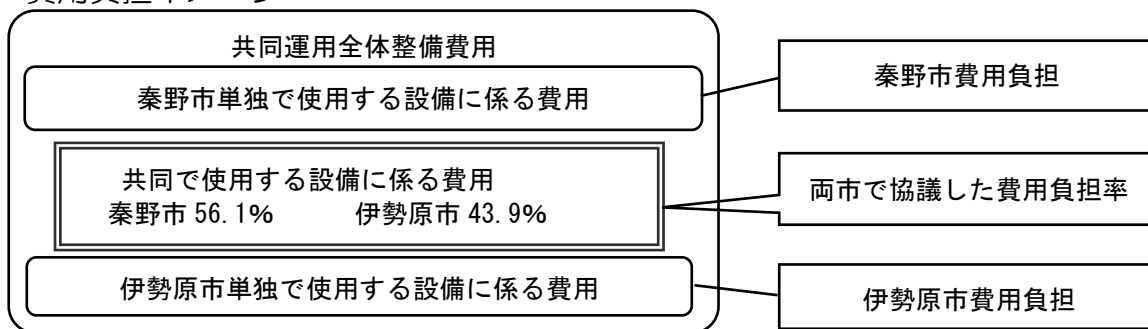 共同運用全体整備費用
秦野市単独で使用する設備に係る費用
秦野市費用負担
共同で使用する設備に係る費用
秦野市 56.1%　伊勢原市 43.9%
両市で協議した費用負担率
伊勢原市単独で使用する設備に係る費用
伊勢原市費用負担